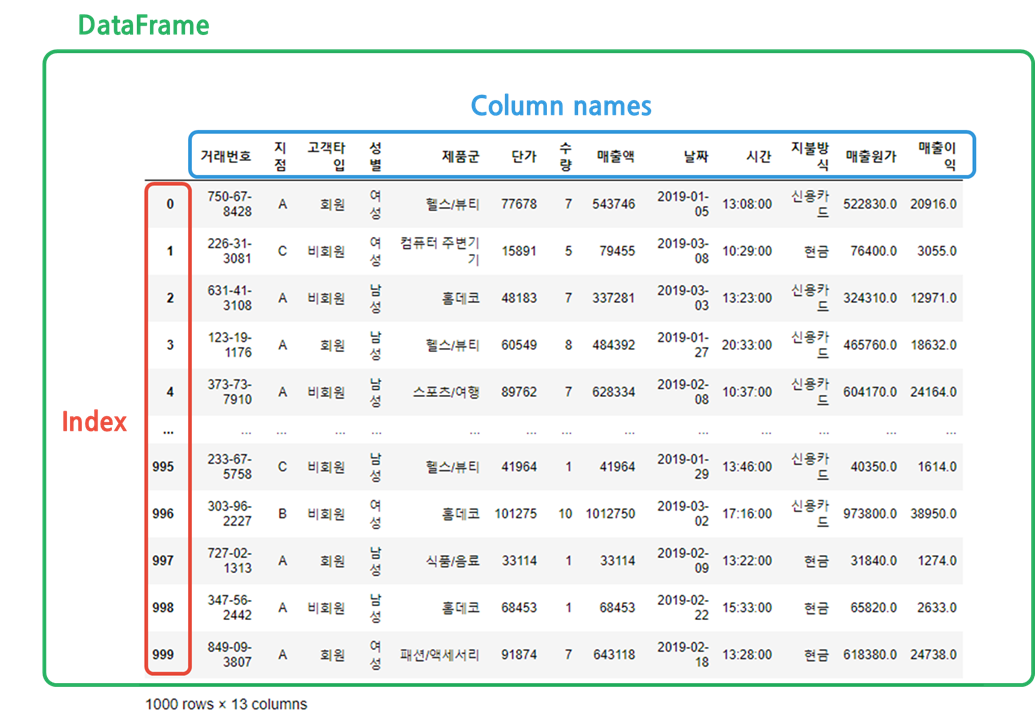 DataFrame
Column names
거래번호 지점 고객타입 성별 제품군 단가 수량 매출액 날짜 시간 지불방식 매출원가 매출이익
0 750-67-8428 A 회원 여성 헬스/뷰티 77678 7 543746 2019-01-05 13:08:00 신용카드 522830.0 20916.0
1 226-31-3081 C 비회원 여성 컴퓨터 주변기기 15891 5 79455 2019-03-08 10:29:00 현금 76400.0 3055.0
2 631-41-3108 A 비회원 남성 홈데코 48183 7 337281 2019-03-03 13:23:00 신용카드 324310.0 12971.0
3 123-19-1176 A 회원 남성 헬스/뷰티 60549 8 484392 2019-01-27 20:33:00 신용카드 465760.0 18632.0
4 373-73-7910 A 비회원 남성 스포츠/여행 89762 7 628334 2019-02-08 10:37:00 신용카드 604170.0 24164.0
Index
... ... ... ... ... ... ... ... ... ... ... ... ... ...
995 233-67-5758 C 비회원 남성 헬스/뷰티 41964 1 41964 2019-01-29 13:46:00 신용카드 40350.0 1614.0
996 303-96-2227 B 비회원 여성 홈데코 101275 10 1012750 2019-03-02 17:16:00 신용카드 973800.0 38950.0
997 727-02-1313 A 회원 남성 식품/음료 33114 1 33114 2019-02-09 13:22:00 현금 31840.0 1274.0
998 347-56-2442 A 비회원 남성 홈데코 68453 1 68453 2019-02-22 15:33:00 현금 65820.0 2633.0
999 849-09-3807 A 회원 여성 패션/액세서리 91874 7 643118 2019-02-18 13:28:00 현금 618380.0 24738.0
1000 rows × 13 columns